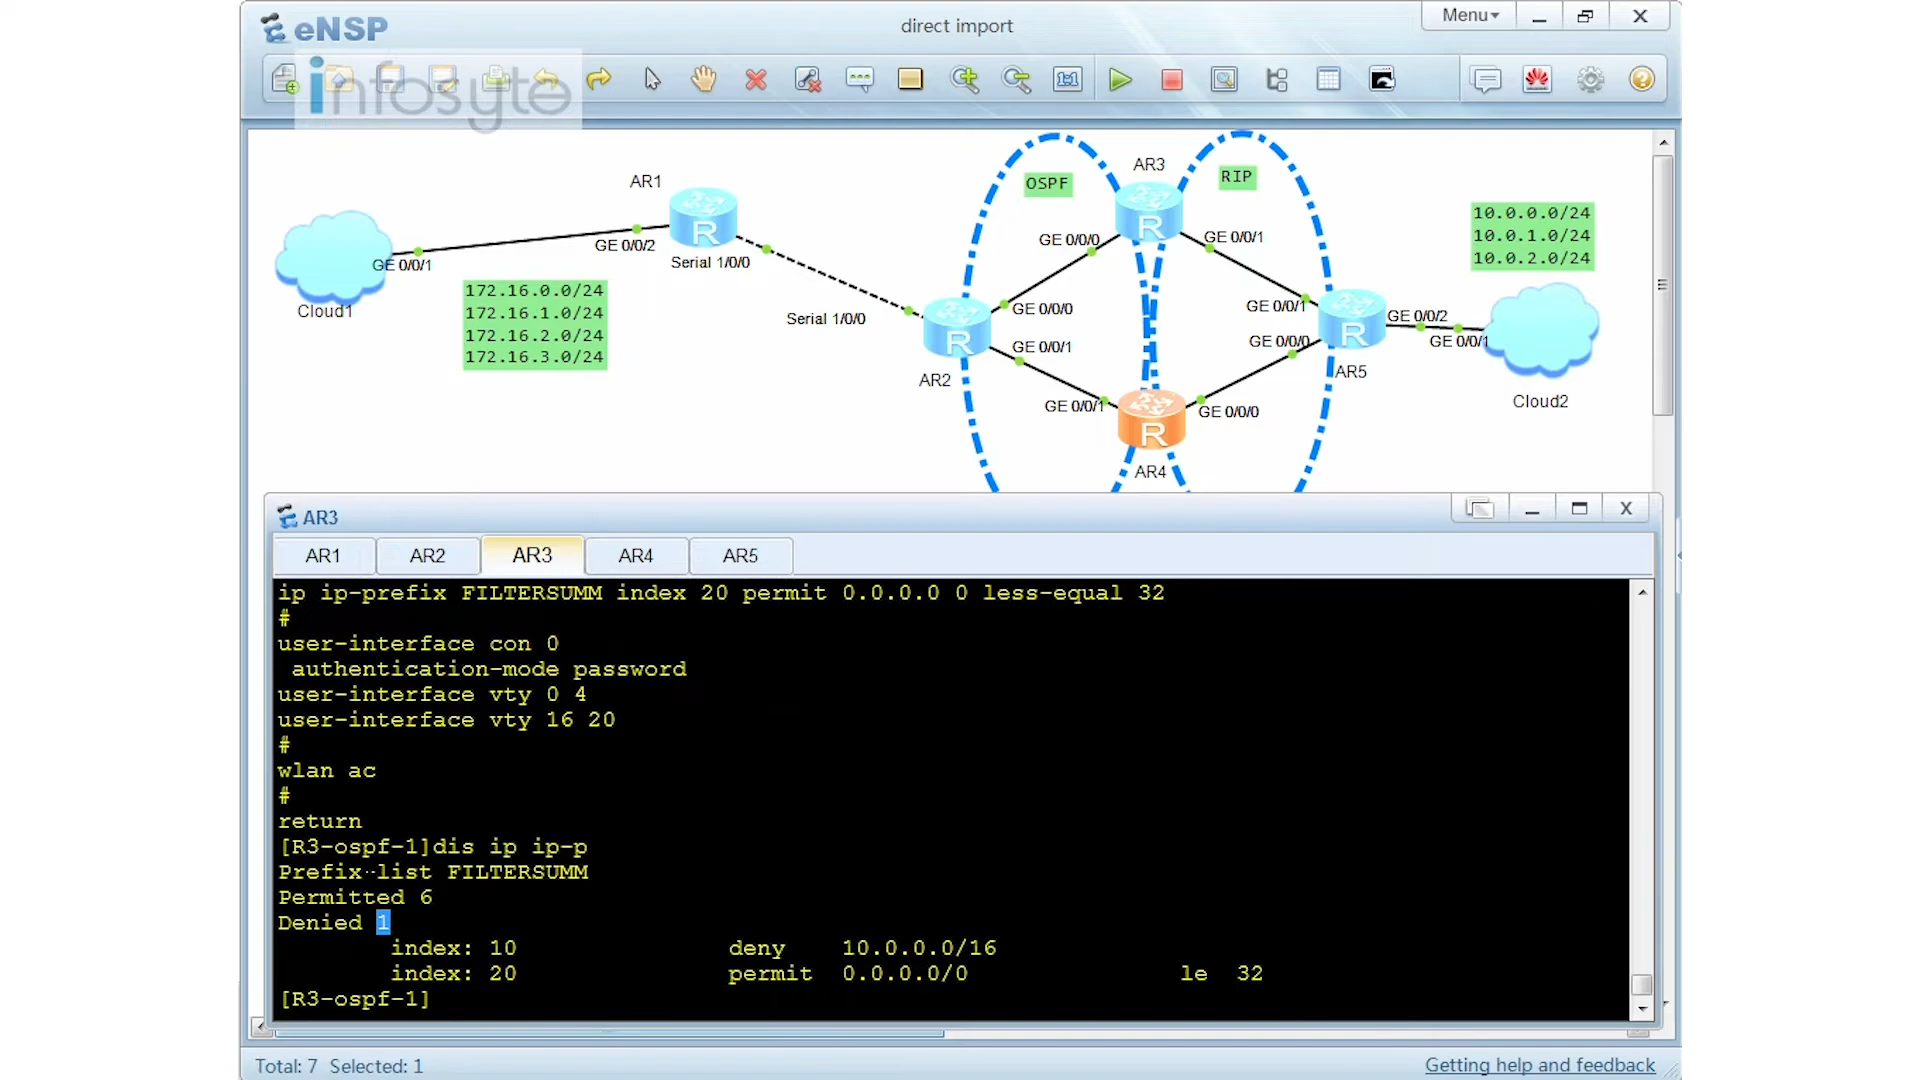 eNSP
direct import
Menu
infosyte
AR1
GE 0/0/2
Serial 1/0/0
GE 0/0/1
Cloud1
172.16.0.0/24
172.16.1.0/24
172.16.2.0/24
172.16.3.0/24
Serial 1/0/0
AR2
OSPF
GE 0/0/0
GE 0/0/0
GE 0/0/1
GE 0/0/1
AR3
RIP
GE 0/0/1
GE 0/0/1
GE 0/0/0
GE 0/0/0
AR4
AR5
GE 0/0/2
GE 0/0/1
10.0.0.0/24
10.0.1.0/24
10.0.2.0/24
Cloud2
AR3
AR1
AR2
AR3
AR4
AR5
ip ip-prefix FILTERSUMM index 20 permit 0.0.0.0 0 less-equal 32
#
user-interface con 0
authentication-mode password
user-interface vty 0 4
user-interface vty 16 20
#
wlan ac
#
return
[R3-ospf-1]dis ip ip-p
Prefix-list FILTERSUMM
Permitted 6
Denied 1
index: 10 deny 10.0.0.0/16
index: 20 permit 0.0.0.0/0 le 32
[R3-ospf-1]
Total: 7 Selected: 1
Getting help and feedback